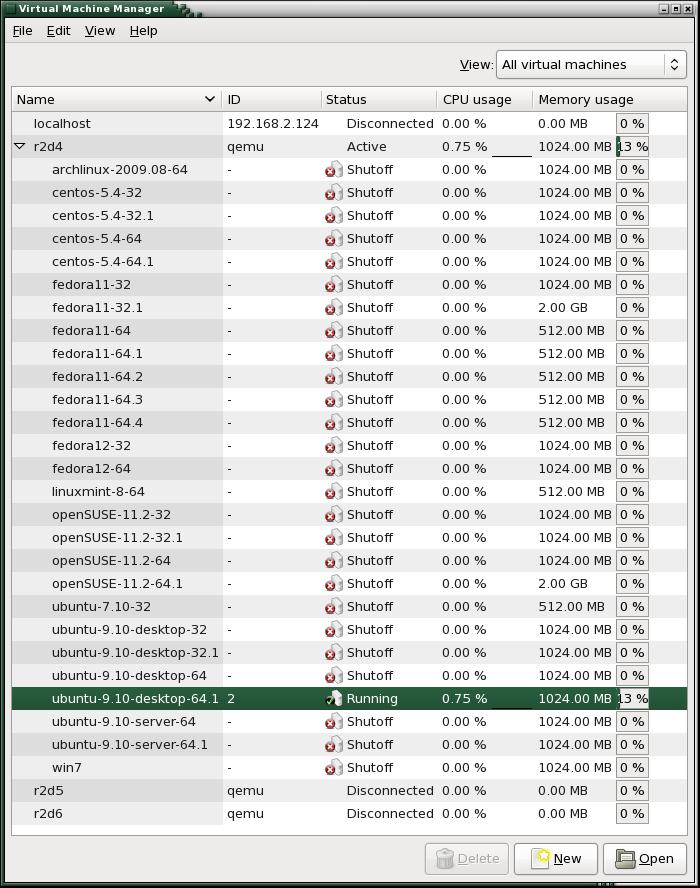 Virtual Machine Manager
File Edit View Help
View: All virtual machines
Name ID Status CPU usage Memory usage
localhost 192.168.2.124 Disconnected 0.00 % 0.00 MB 0 %
r2d4 qemu Active 0.75 % 1024.00 MB 13 %
archlinux-2009.08-64 - Shutoff 0.00 % 1024.00 MB 0 %
centos-5.4-32 - Shutoff 0.00 % 1024.00 MB 0 %
centos-5.4-32.1 - Shutoff 0.00 % 1024.00 MB 0 %
centos-5.4-64 - Shutoff 0.00 % 1024.00 MB 0 %
centos-5.4-64.1 - Shutoff 0.00 % 1024.00 MB 0 %
fedora11-32 - Shutoff 0.00 % 1024.00 MB 0 %
fedora11-32.1 - Shutoff 0.00 % 2.00 GB 0 %
fedora11-64 - Shutoff 0.00 % 512.00 MB 0 %
fedora11-64.1 - Shutoff 0.00 % 512.00 MB 0 %
fedora11-64.2 - Shutoff 0.00 % 512.00 MB 0 %
fedora11-64.3 - Shutoff 0.00 % 512.00 MB 0 %
fedora11-64.4 - Shutoff 0.00 % 512.00 MB 0 %
fedora12-32 - Shutoff 0.00 % 1024.00 MB 0 %
fedora12-64 - Shutoff 0.00 % 1024.00 MB 0 %
linuxmint-8-64 - Shutoff 0.00 % 512.00 MB 0 %
openSUSE-11.2-32 - Shutoff 0.00 % 1024.00 MB 0 %
openSUSE-11.2-32.1 - Shutoff 0.00 % 1024.00 MB 0 %
openSUSE-11.2-64 - Shutoff 0.00 % 1024.00 MB 0 %
openSUSE-11.2-64.1 - Shutoff 0.00 % 2.00 GB 0 %
ubuntu-7.10-32 - Shutoff 0.00 % 512.00 MB 0 %
ubuntu-9.10-desktop-32 - Shutoff 0.00 % 1024.00 MB 0 %
ubuntu-9.10-desktop-32.1 - Shutoff 0.00 % 1024.00 MB 0 %
ubuntu-9.10-desktop-64 - Shutoff 0.00 % 1024.00 MB 0 %
ubuntu-9.10-desktop-64.1 2 Running 0.75 % 1024.00 MB 13 %
ubuntu-9.10-server-64 - Shutoff 0.00 % 1024.00 MB 0 %
ubuntu-9.10-server-64.1 - Shutoff 0.00 % 1024.00 MB 0 %
win7 - Shutoff 0.00 % 1024.00 MB 0 %
r2d5 qemu Disconnected 0.00 % 0.00 MB 0 %
r2d6 qemu Disconnected 0.00 % 0.00 MB 0 %
Delete New Open